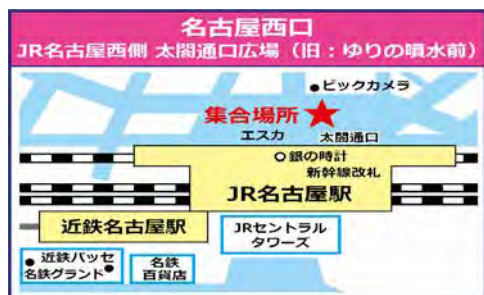 名古屋西口
JR名古屋西側 太閤通口広場（旧：ゆりの噴水前）
●ビックカメラ
集合場所
エスカ
太閤通口
○銀の時計
新幹線改札
JR名古屋駅
近鉄名古屋駅
JRセントラル
タワーズ
近鉄パッセ
名鉄グランド
名鉄
百貨店